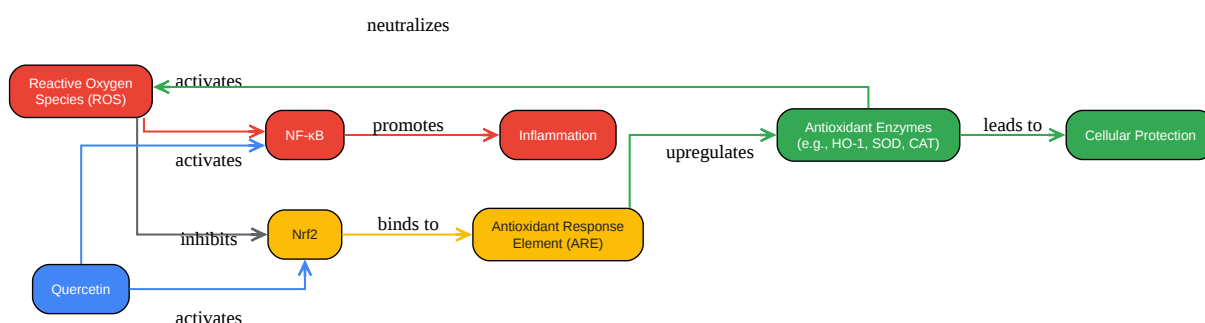 neutralizes
Reactive Oxygen
Species (ROS)
activates
NF-κB
promotes
Inflammation
activates
upregulates
Antioxidant Enzymes
(e.g., HO-1, SOD, CAT)
leads to
Cellular Protection
inhibits
Nrf2
binds to
Antioxidant Response
Element (ARE)
Quercetin
activates